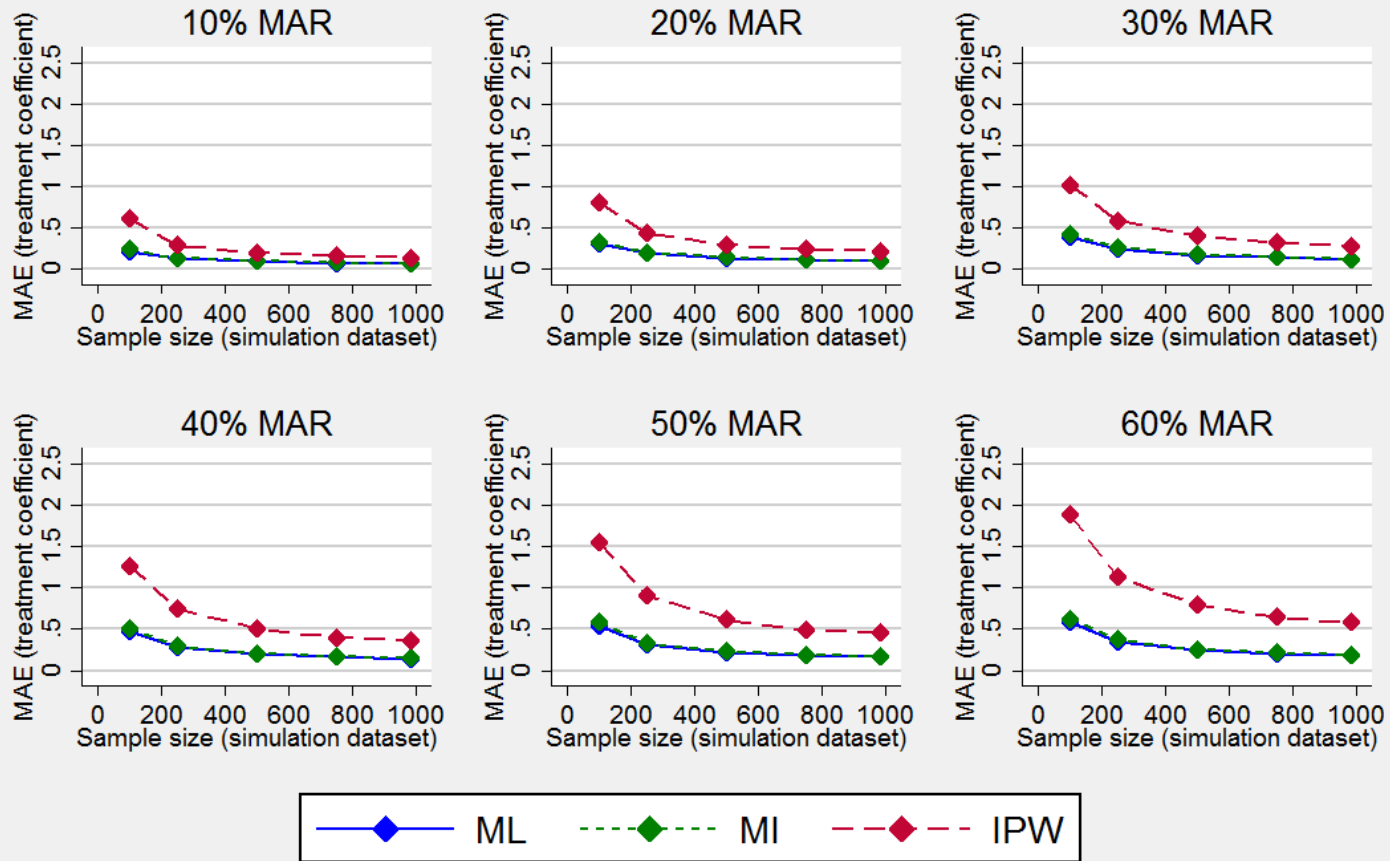 10% MAR
MAE (treatment coefficient)
0 .5 1 1.5 2 2.5
0 200 400 600 800 1000
Sample size (simulation dataset)
20% MAR
MAE (treatment coefficient)
0 .5 1 1.5 2 2.5
0 200 400 600 800 1000
Sample size (simulation dataset)
30% MAR
MAE (treatment coefficient)
0 .5 1 1.5 2 2.5
0 200 400 600 800 1000
Sample size (simulation dataset)
40% MAR
MAE (treatment coefficient)
0 .5 1 1.5 2 2.5
0 200 400 600 800 1000
Sample size (simulation dataset)
50% MAR
MAE (treatment coefficient)
0 .5 1 1.5 2 2.5
0 200 400 600 800 1000
Sample size (simulation dataset)
60% MAR
MAE (treatment coefficient)
0 .5 1 1.5 2 2.5
0 200 400 600 800 1000
Sample size (simulation dataset)
ML MI IPW